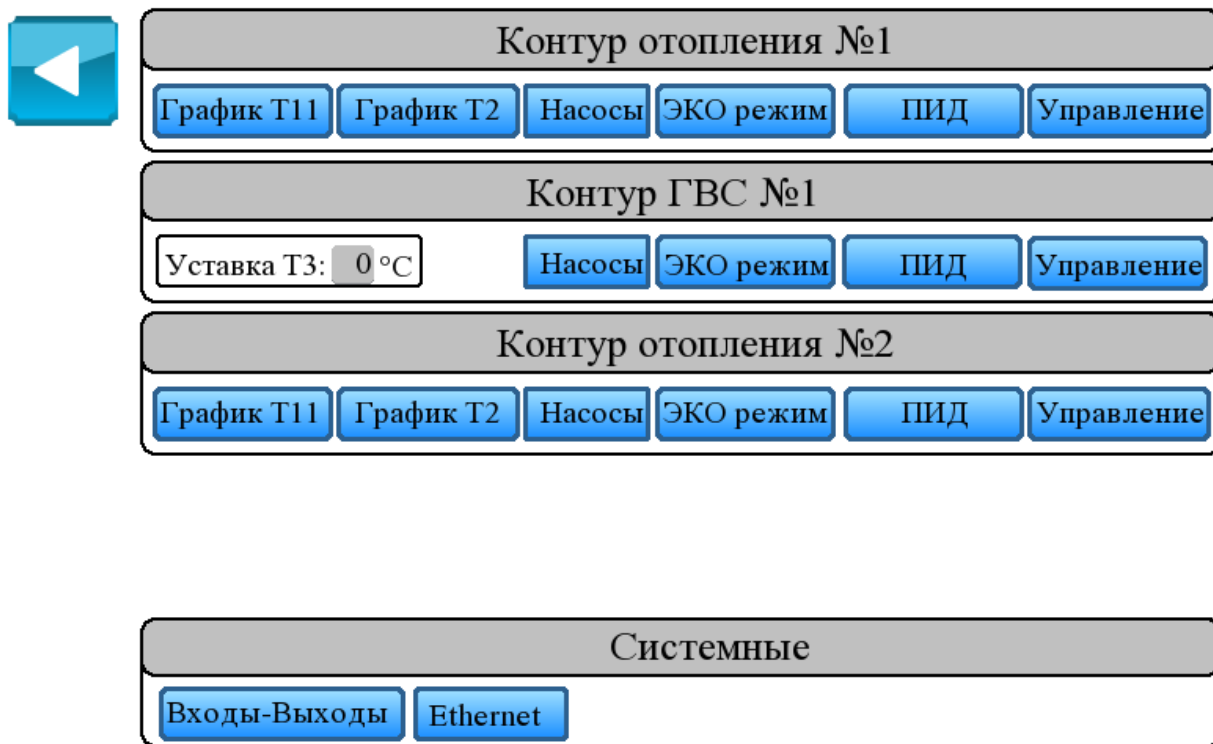 Контур отопления №1
График Т11 График Т2 Насосы ЭКО режим ПИД Управление
Контур ГВС №1
Уставка Т3: 0 °С Насосы ЭКО режим ПИД Управление
Контур отопления №2
График Т11 График Т2 Насосы ЭКО режим ПИД Управление
Системные
Входы-Выходы Ethernet